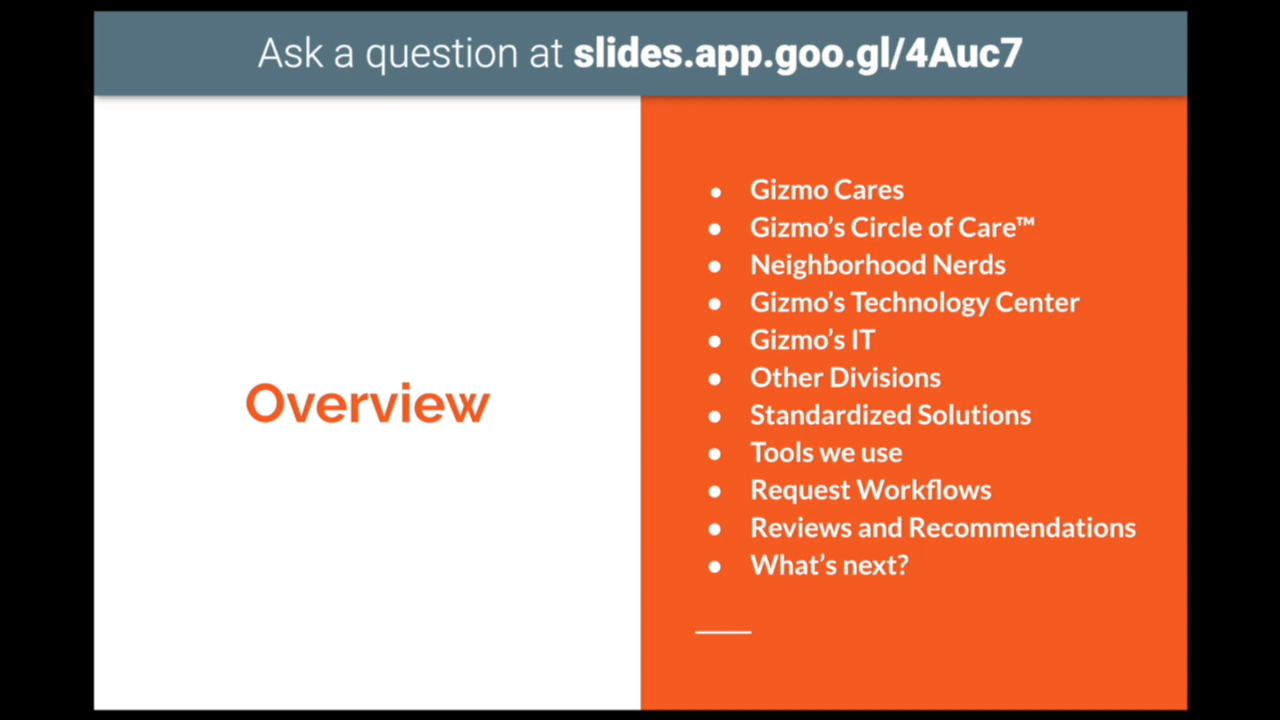 Ask a question at slides.app.goo.gl/4Auc7
Overview
● Gizmo Cares
● Gizmo’s Circle of Care™
● Neighborhood Nerds
● Gizmo’s Technology Center
● Gizmo’s IT
● Other Divisions
● Standardized Solutions
● Tools we use
● Request Workflows
● Reviews and Recommendations
● What’s next?